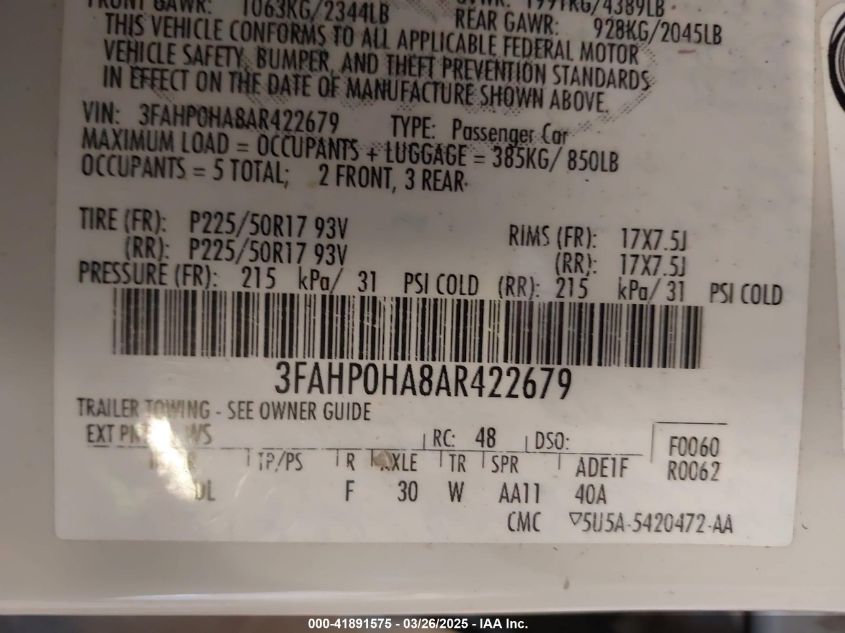 FRONT GAWR: 1063KG/2344LB GVWR: 1991KG/4389LB
REAR GAWR: 928KG/2045LB
THIS VEHICLE CONFORMS TO ALL APPLICABLE FEDERAL MOTOR
VEHICLE SAFETY, BUMPER, AND THEFT PREVENTION STANDARDS
IN EFFECT ON THE DATE OF MANUFACTURE SHOWN ABOVE.
VIN: 3FAHP0HA8AR422679 TYPE: Passenger Car
MAXIMUM LOAD = OCCUPANTS + LUGGAGE = 385KG/ 850LB
OCCUPANTS = 5 TOTAL; 2 FRONT, 3 REAR
TIRE (FR): P225/50R17 93V RIMS (FR): 17X7.5J
(RR): P225/50R17 93V (RR): 17X7.5J
PRESSURE (FR): 215 kPa/ 31 PSI COLD (RR): 215 kPa/ 31 PSI COLD
3FAHP0HA8AR422679
TRAILER TOWING - SEE OWNER GUIDE
EXT WS RC: 48 DSO: F0060
TP/PS R AXLE TR SPR ADE1F R0062
F 30 W AA11 40A
CMC ▽5U5A-5420472-AA
000-41891575 — 03/26/2025 — IAA Inc.